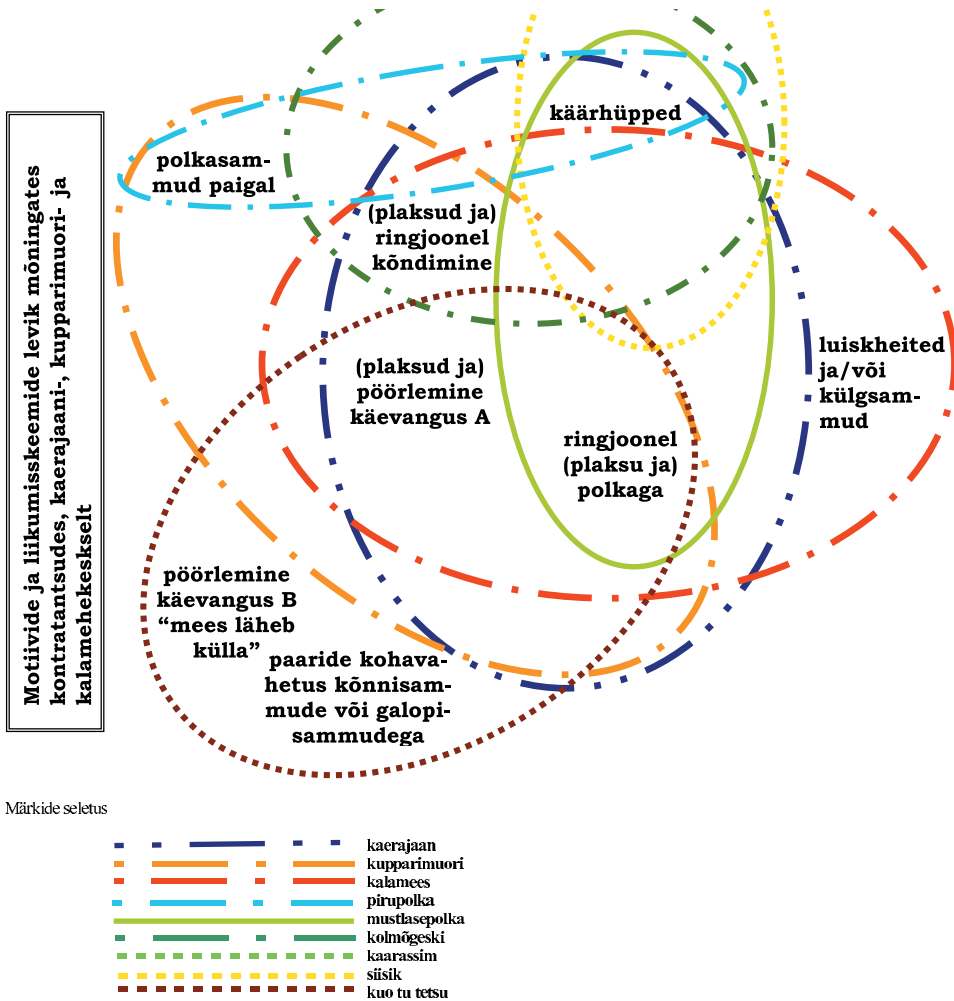 Motiivide ja liikumisskeemide levik mõningates
kontratantsudes, kaerajaani-, kupparimuori- ja
kalamehekeskselt
käärhüpped
polkasam-
mud paigal
(plaksud ja)
ringjoonel
kõndimine
(plaksud ja)
pöörlemine
käevangus A
luiskheited
ja/või
külgsam-
mud
ringjoonel
(plaksu ja)
polkaga
pöörlemine
käevangus B
“mees läheb
külla”
paaride kohava-
hetus kõnnisam-
mude või galopi-
sammudega
Märkide seletus
kaerajaan
kupparimuori
kalamees
pirupolka
mustlasepolka
kolmõgeski
kaarassim
siisik
kuo tu tetsu